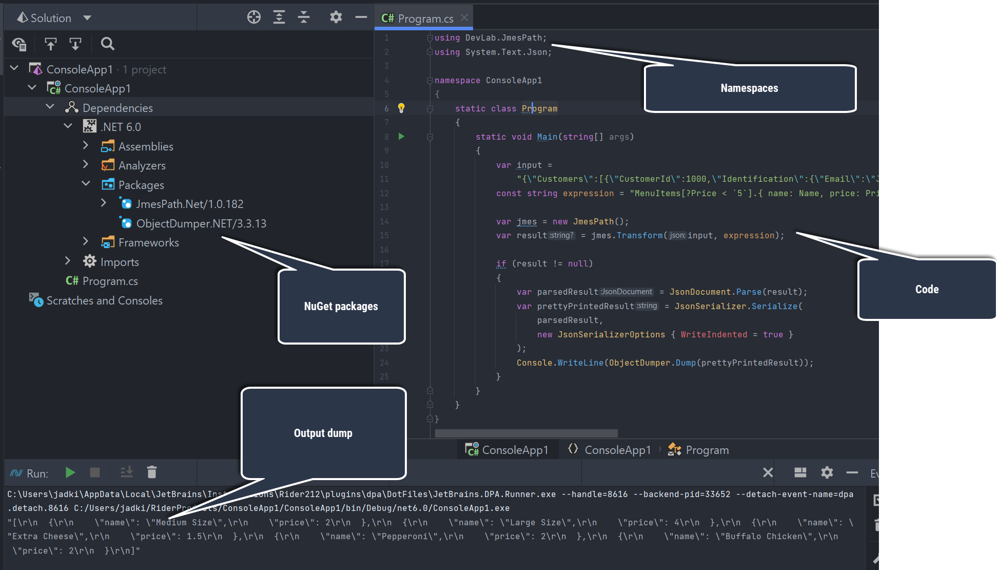 Solution
C# Program.cs
ConsoleApp1 · 1 project
C# ConsoleApp1
Dependencies
.NET 6.0
Assemblies
Analyzers
Packages
JmesPath.Net/1.0.182
ObjectDumper.NET/3.3.13
Frameworks
Imports
C# Program.cs
Scratches and Consoles
NuGet packages
1 using DevLab.JmesPath;
2 using System.Text.Json;
3
4 namespace ConsoleApp1
5 {
6 static class Program
7 {
8 static void Main(string[] args)
9 {
10 var input =
11 "{\"Customers\":[{\"CustomerId\":1000,\"Identification\":{\"Email\":\"J
12 const string expression = "MenuItems[?Price < `5`].{ name: Name, price: Pri
13
14 var jmes = new JmesPath();
15 var result :string? = jmes.Transform( json: input, expression);
16
17 if (result != null)
{
var parsedResult :JsonDocument = JsonDocument.Parse(result);
var prettyPrintedResult :string = JsonSerializer.Serialize(
parsedResult,
new JsonSerializerOptions { WriteIndented = true }
23 );
24 Console.WriteLine(ObjectDumper.Dump(prettyPrintedResult));
25 }
}
}
}
Namespaces
Code
Output dump
C# ConsoleApp1 {} ConsoleApp1 › Program
Run:
C:\Users\jadki\AppData\Local\JetBrains\Inst ions\Rider212\plugins\dpa\DotFiles\JetBrains.DPA.Runner.exe --handle=8616 --backend-pid=33652 --detach-event-name=dpa
.detach.8616 C:/Users/jadki/RiderProjects/ConsoleApp1/ConsoleApp1/bin/Debug/net6.0/ConsoleApp1.exe
"[\r\n  {\r\n    \"name\": \"Medium Size\",\r\n    \"price\": 2\r\n  },\r\n  {\r\n    \"name\": \"Large Size\",\r\n    \"price\": 4\r\n  },\r\n  {\r\n    \"name\": \
"Extra Cheese\",\r\n    \"price\": 1.5\r\n  },\r\n  {\r\n    \"name\": \"Pepperoni\",\r\n    \"price\": 2\r\n  },\r\n  {\r\n    \"name\": \"Buffalo Chicken\",\r\n
\"price\": 2\r\n  }\r\n]"